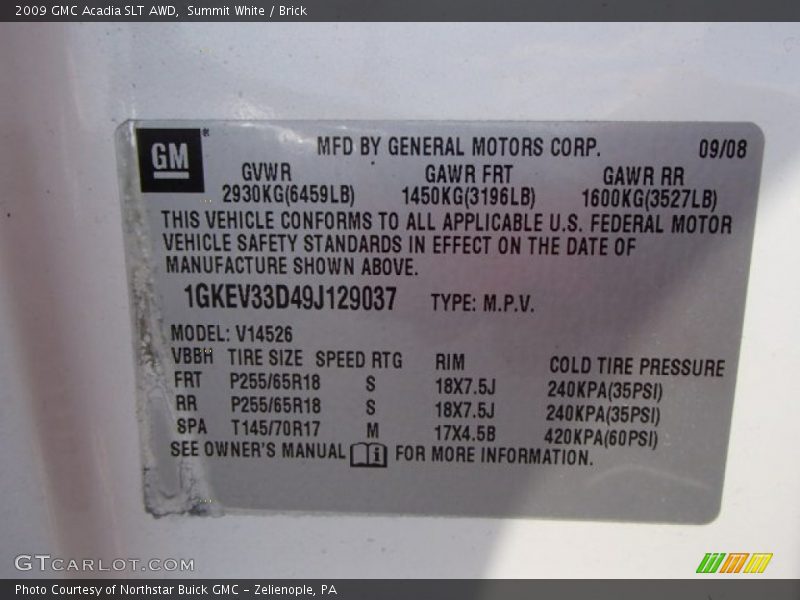 2009 GMC Acadia SLT AWD,  Summit White / Brick
GM®
MFD BY GENERAL MOTORS CORP. 09/08
GVWR GAWR FRT GAWR RR
2930KG(6459LB) 1450KG(3196LB) 1600KG(3527LB)
THIS VEHICLE CONFORMS TO ALL APPLICABLE U.S. FEDERAL MOTOR
VEHICLE SAFETY STANDARDS IN EFFECT ON THE DATE OF
MANUFACTURE SHOWN ABOVE.
1GKEV33D49J129037 TYPE: M.P.V.
MODEL: V14526
VBBH TIRE SIZE SPEED RTG RIM COLD TIRE PRESSURE
FRT P255/65R18 S 18X7.5J 240KPA(35PSI)
RR P255/65R18 S 18X7.5J 240KPA(35PSI)
SPA T145/70R17 M 17X4.5B 420KPA(60PSI)
SEE OWNER'S MANUAL i FOR MORE INFORMATION.
GTCARLOT.COM
Photo Courtesy of Northstar Buick GMC - Zelienople, PA